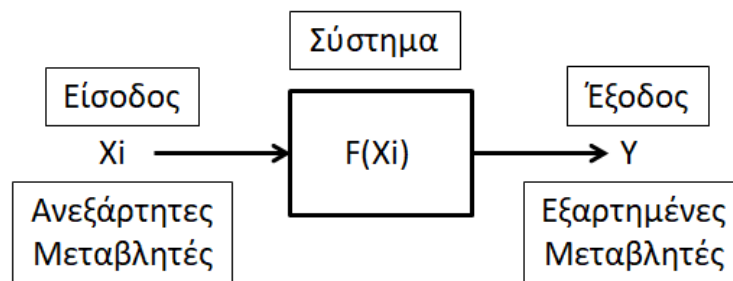 Σύστημα
Είσοδος
Έξοδος
Xi
F(Xi)
Y
Ανεξάρτητες
Μεταβλητές
Εξαρτημένες
Μεταβλητές